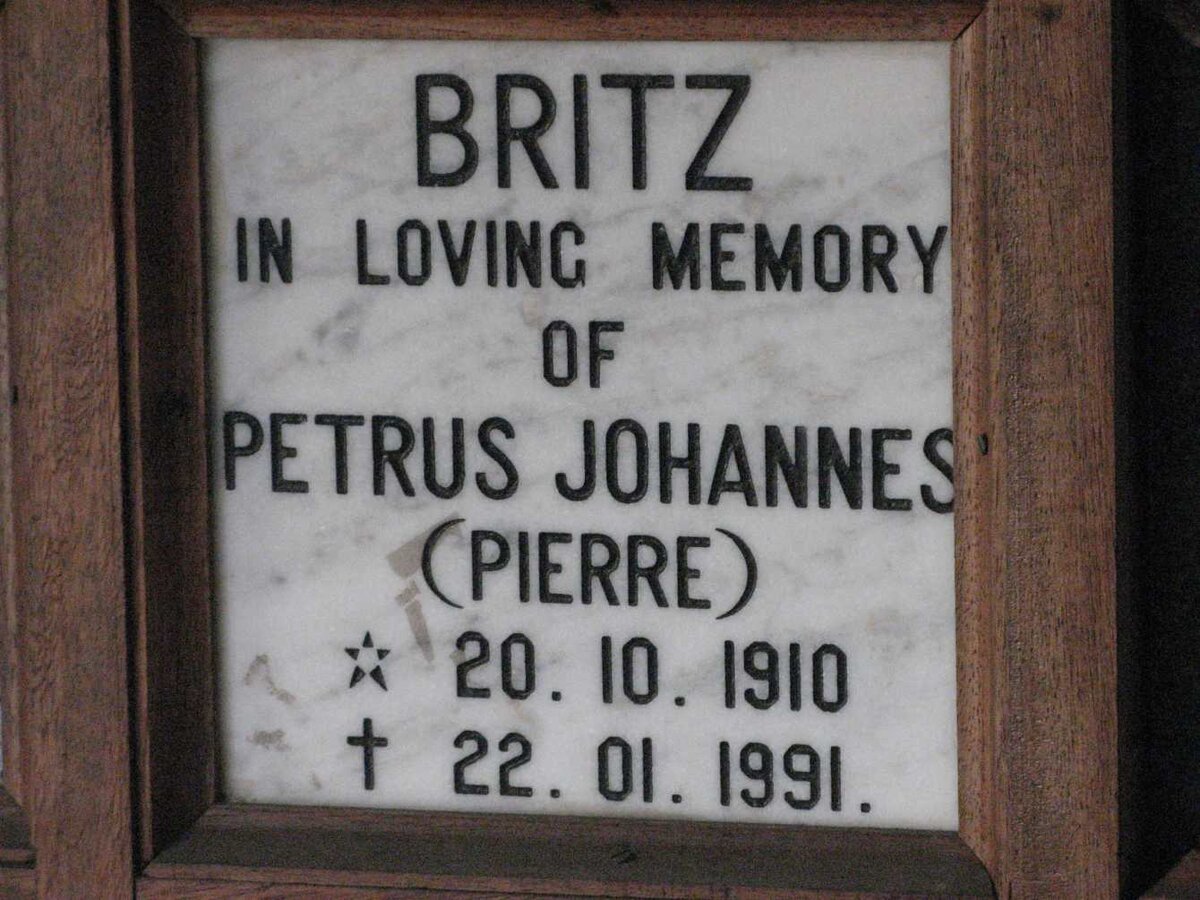 BRITZ
IN LOVING MEMORY
OF
PETRUS JOHANNES
(PIERRE)
☆ 20. 10. 1910
† 22. 01. 1991.